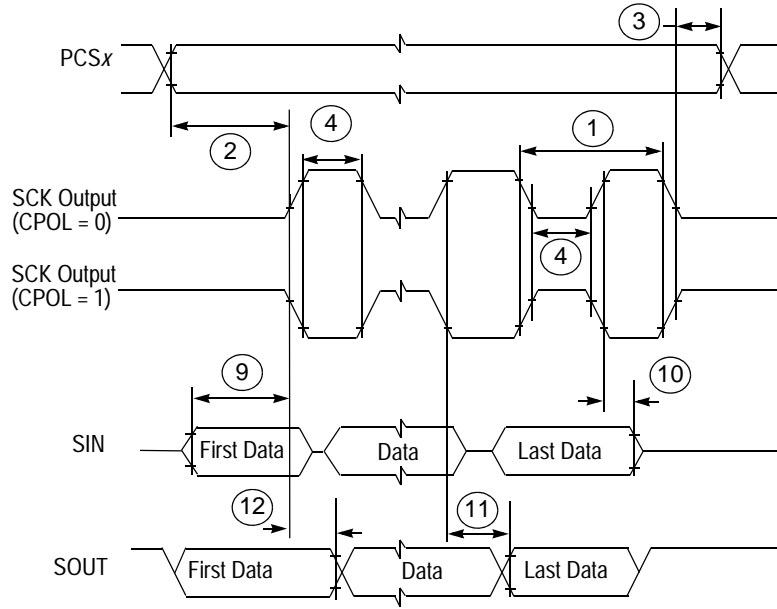 3
PCSx
2
4
1
SCK Output
(CPOL = 0)
4
SCK Output
(CPOL = 1)
9
10
SIN
First Data
Data
Last Data
12
11
SOUT
First Data
Data
Last Data